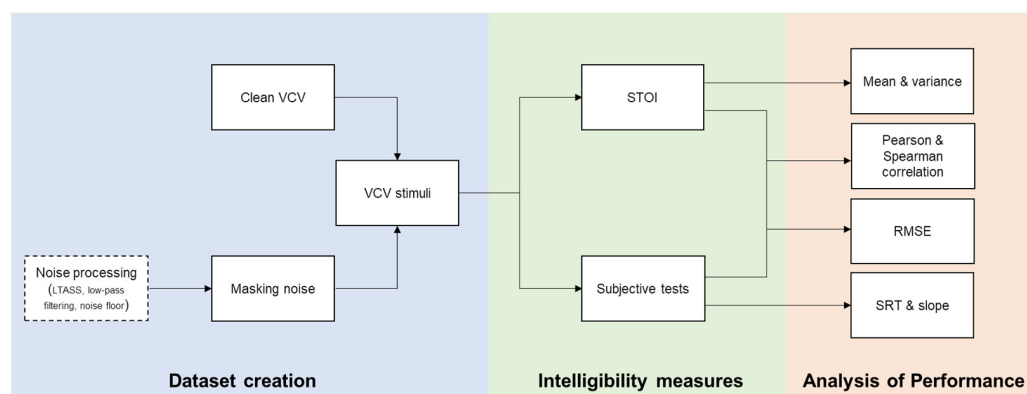 Clean VCV
VCV stimuli
Noise processing
(LTASS, low-pass
filtering, noise floor)
Masking noise
Dataset creation
STOI
Subjective tests
Intelligibility measures
Mean & variance
Pearson &
Spearman
correlation
RMSE
SRT & slope
Analysis of Performance